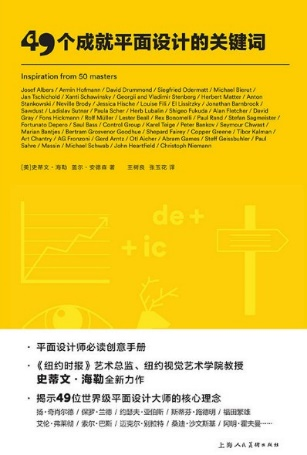 49个成就平面设计的关键词
Inspiration from 50 masters
Josef Albers / Armin Hofmann / David Drummond / Siegfried Odermatt / Michael Bierut /
Jan Tschichold / Xanti Schawinsky / Georgii and Vladimir Stenberg / Herbert Matter / Anton
Stankowski / Neville Brody / Jessica Hische / Louise Fili / El Lissitzky / Jonathan Barnbrook /
Sawdust / Ladislav Sutnar / Paula Scher / Herb Lubalin / Shigeo Fukuda / Alan Fletcher / David
Gray / Fons Hickmann / Rolf Müller / Lester Beall / Rex Bonomelli / Paul Rand / Stefan Sagmeister /
Fortunato Depero / Saul Bass / Control Group / Karel Teige / Peter Bankov / Seymour Chwast /
Marian Bantjes / Bertram Grosvenor Goodhue / Shepard Fairey / Copper Greene / Tibor Kalman /
Art Chantry / AG Fronzoni / Gerd Arntz / Otl Aicher / Abram Games / Steff Geissbuhler / Paul
Sahre / Massin / Michael Schwab / John Heartfield / Christoph Niemann
[美]史蒂文·海勒 盖尔·安德森 著 王树良 张玉花 译
de +
+ ic
· 平面设计师必读创意手册
· 《纽约时报》艺术总监、纽约视觉艺术学院教授
史蒂文·海勒全新力作
· 揭示49位世界级平面设计大师的核心理念
扬·奇肖尔德 / 保罗·兰德 / 约瑟夫·亚伯斯 / 斯蒂芬·施德明 / 福田繁雄
艾伦·弗莱彻 / 索尔·巴斯 / 迈克尔·别拉特 / 桑迪·沙文斯基 / 阿明·霍夫曼……
上海人民美术出版社